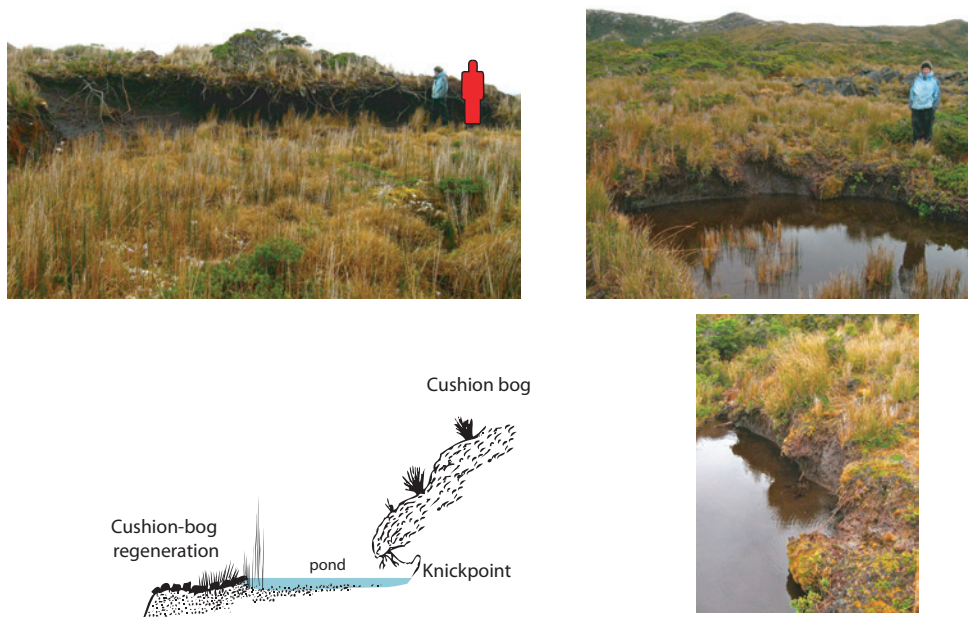 Cushion bog
Cushion-bog
regeneration
pond
Knickpoint